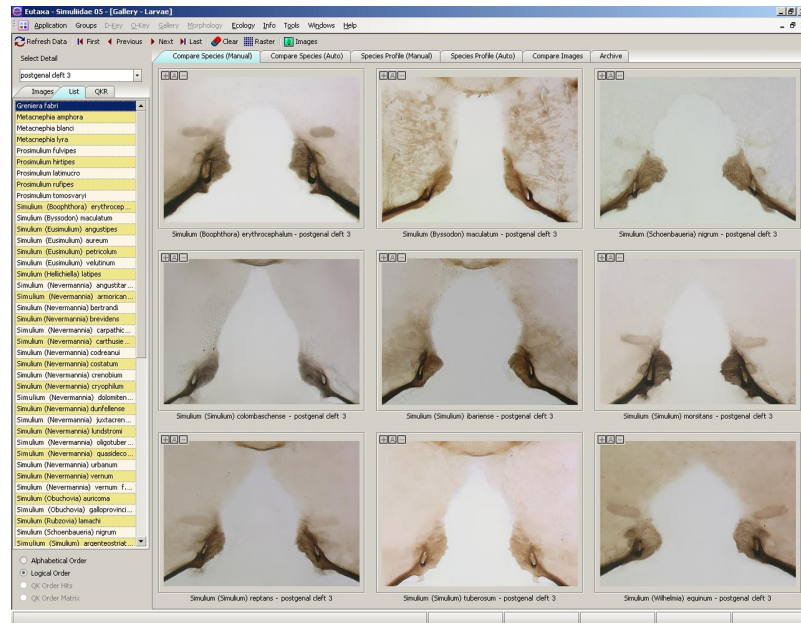 Eutaxa - Simuliidae 05 - [Gallery - Larvae]
Application Groups D-Key Q-Key Gallery Morphology Ecology Info Tools Windows Help
Refresh Data First Previous Next Last Clear Raster Images
Select Detail
postgenal cleft 3
Images List QKR
Greniera fabri
Metacnephia amphora
Metacnephia blanci
Metacnephia lyra
Prosimulium fulvipes
Prosimulium hirtipes
Prosimulium latimucro
Prosimulium rufipes
Prosimulium tomosvaryi
Simulium (Boophthora) erythrocep...
Simulium (Byssodon) maculatum
Simulium (Eusimulium) angustipes
Simulium (Eusimulium) aureum
Simulium (Eusimulium) petricolum
Simulium (Eusimulium) velutinum
Simulium (Hellichiella) latipes
Simulium (Nevermannia) angustitar...
Simulium (Nevermannia) armorican...
Simulium (Nevermannia) bertrandi
Simulium (Nevermannia) brevidens
Simulium (Nevermannia) carpathic...
Simulium (Nevermannia) carthusie...
Simulium (Nevermannia) codreanui
Simulium (Nevermannia) costatum
Simulium (Nevermannia) crenobium
Simulium (Nevermannia) cryophilum
Simulium (Nevermannia) dolomiten...
Simulium (Nevermannia) dunfellense
Simulium (Nevermannia) juxtacren...
Simulium (Nevermannia) lundstromi
Simulium (Nevermannia) oligotuber...
Simulium (Nevermannia) quasideco...
Simulium (Nevermannia) urbanum
Simulium (Nevermannia) vernum
Simulium (Nevermannia) vernum f....
Simulium (Obuchovia) auricoma
Simulium (Obuchovia) galloprovinci...
Simulium (Rubzovia) lamachi
Simulium (Schoenbaueria) nigrum
Simulium (Simulium) argenteostriat...
Alphabetical Order
Logical Order
QK Order Hits
QK Order Matrix
Compare Species (Manual) Compare Species (Auto) Species Profile (Manual) Species Profile (Auto) Compare Images Archive
Simulium (Boophthora) erythrocephalum - postgenal cleft 3
Simulium (Byssodon) maculatum - postgenal cleft 3
Simulium (Schoenbaueria) nigrum - postgenal cleft 3
Simulium (Simulium) colombaschense - postgenal cleft 3
Simulium (Simulium) ibariense - postgenal cleft 3
Simulium (Simulium) morsitans - postgenal cleft 3
Simulium (Simulium) reptans - postgenal cleft 3
Simulium (Simulium) tuberosum - postgenal cleft 3
Simulium (Wilhelmia) equinum - postgenal cleft 3